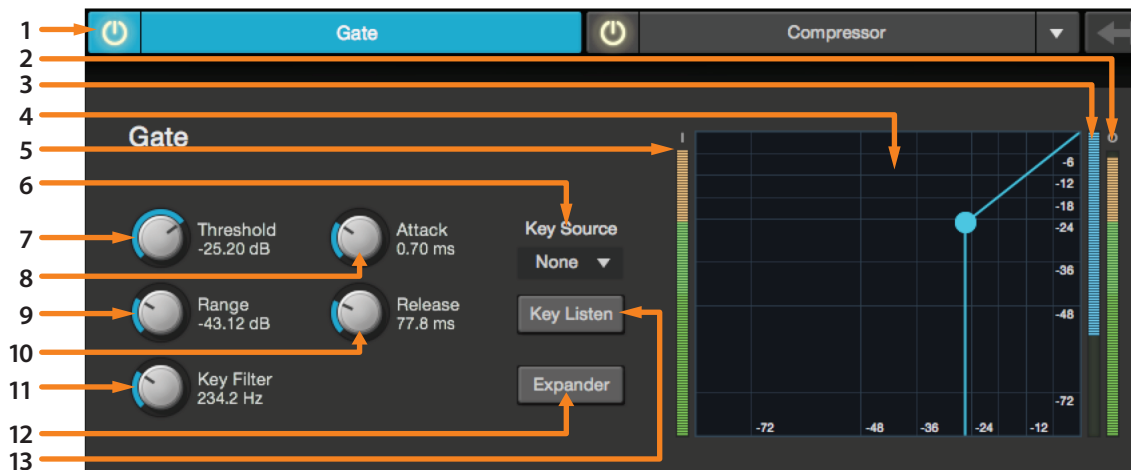 1
Gate
Compressor
2
3
4
Gate
5
I
O
-6
6
-12
-18
Threshold
-25.20 dB
Attack
0.70 ms
Key Source
-24
7
None
8
-36
Range
-43.12 dB
Release
77.8 ms
Key Listen
9
-48
10
Key Filter
234.2 Hz
Expander
11
-72
12
-72 -48 -36 -24 -12
13